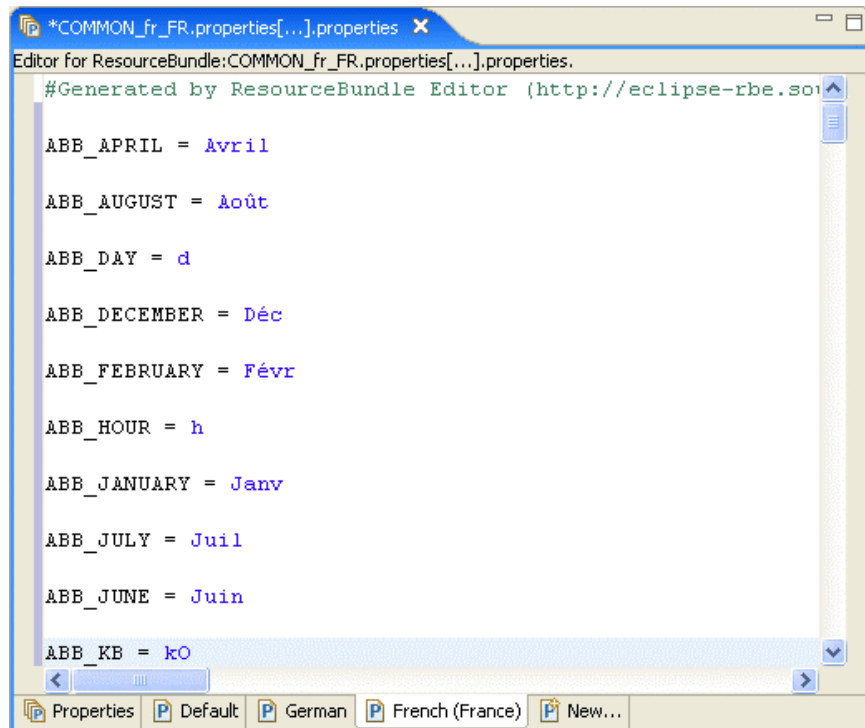 *COMMON_fr_FR.properties[...].properties
Editor for ResourceBundle:COMMON_fr_FR.properties[...].properties.
#Generated by ResourceBundle Editor (http://eclipse-rbe.sou
ABB_APRIL = Avril
ABB_AUGUST = Août
ABB_DAY = d
ABB_DECEMBER = Déc
ABB_FEBRUARY = Févr
ABB_HOUR = h
ABB_JANUARY = Janv
ABB_JULY = Juil
ABB_JUNE = Juin
ABB_KB = kO
Properties Default German French (France) New...